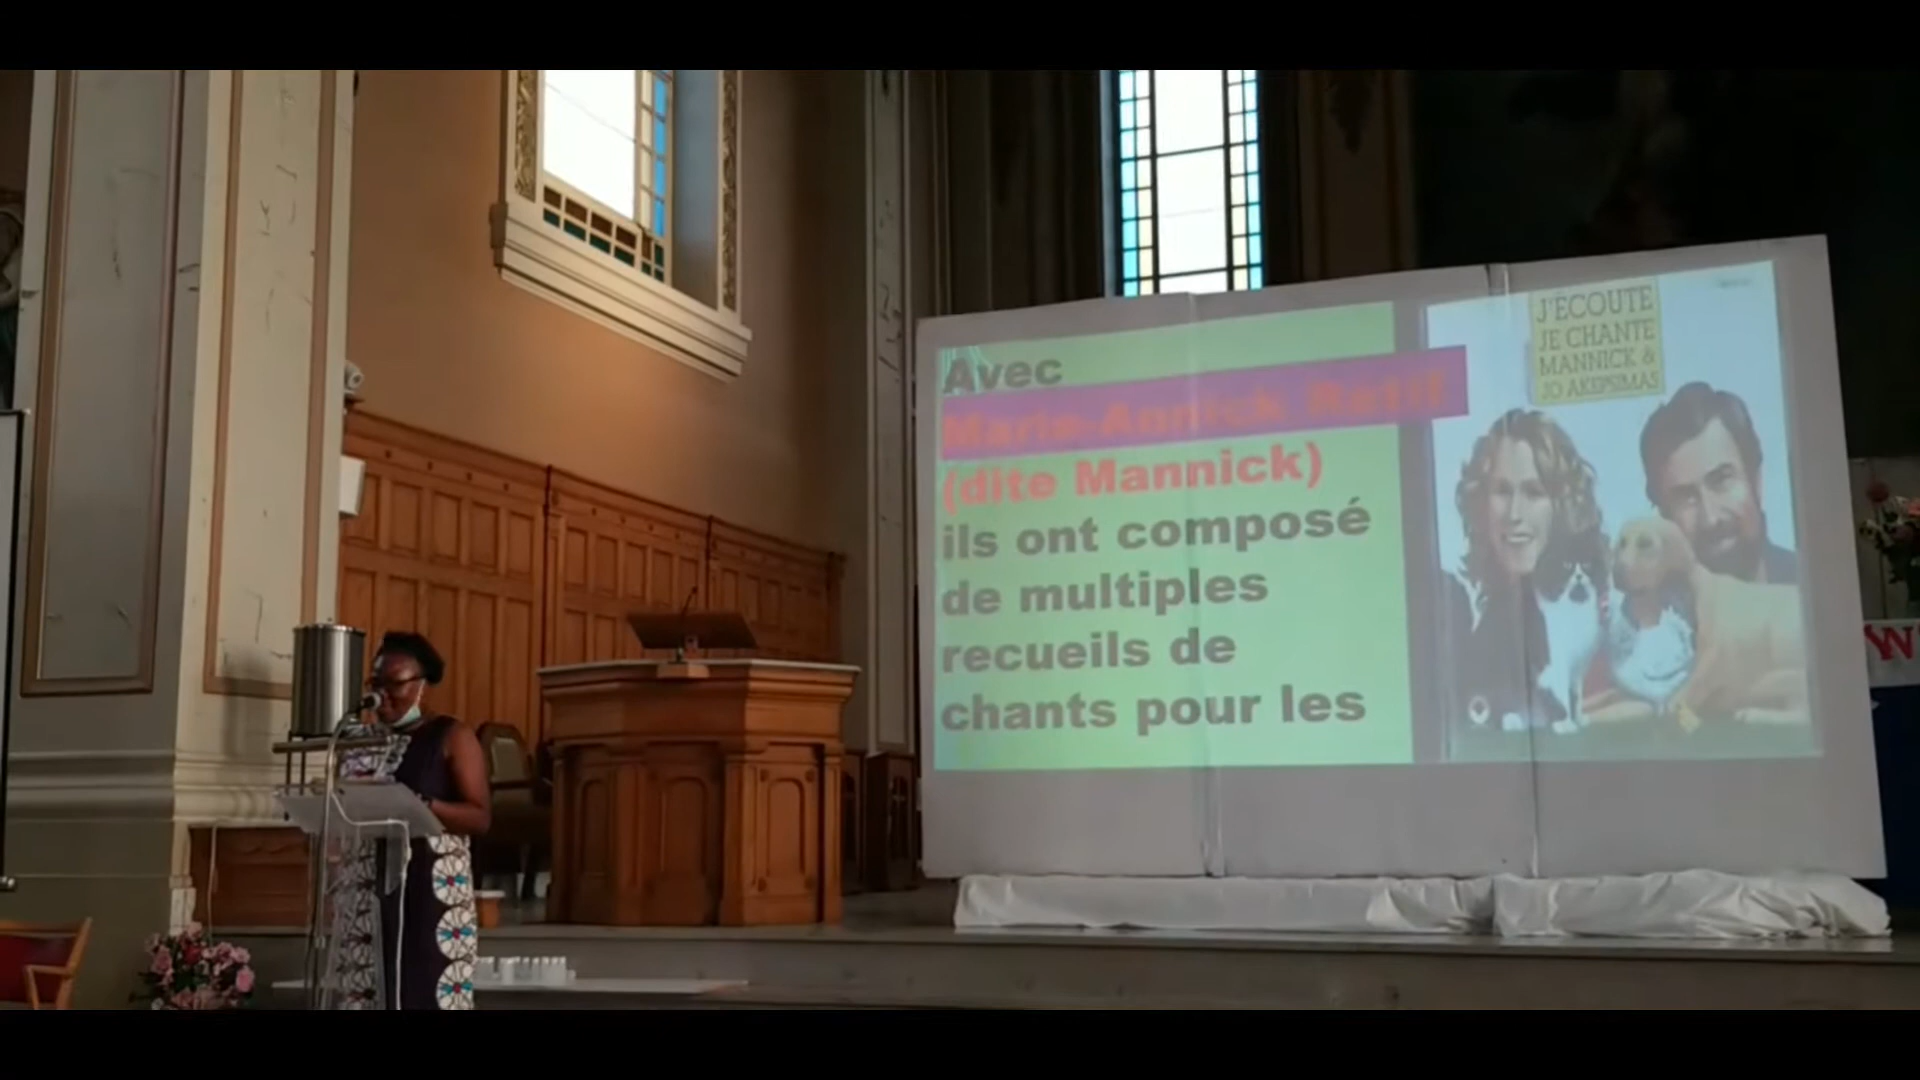 Avec
Marie-Annick Retif
(dite Mannick)
ils ont composé
de multiples
recueils de
chants pour les
J'ÉCOUTE
JE CHANTE
MANNICK &
JO AKEPSIMAS